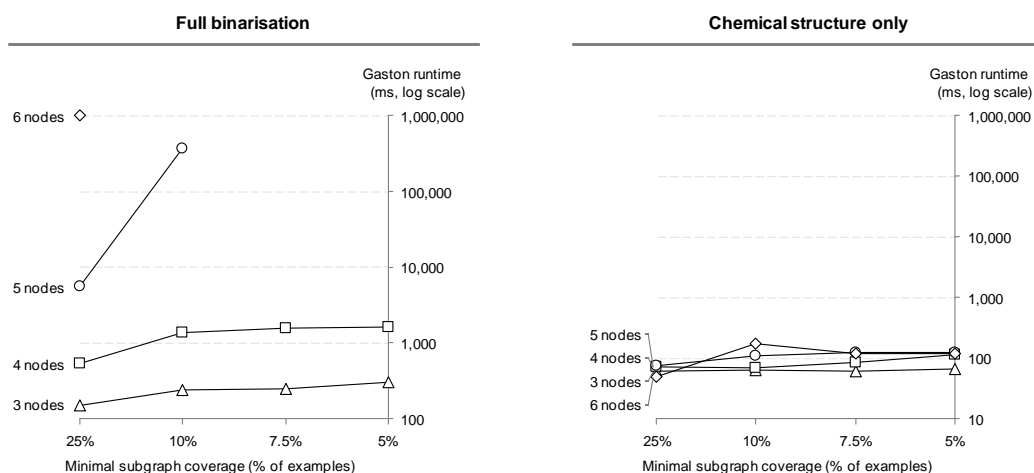 Full binarisation
Gaston runtime
(ms, log scale)
6 nodes
1,000,000
100,000
10,000
5 nodes
1,000
4 nodes
3 nodes
100
25% 10% 7.5% 5%
Minimal subgraph coverage (% of examples)
Chemical structure only
Gaston runtime
(ms, log scale)
1,000,000
100,000
10,000
1,000
5 nodes
4 nodes
100
3 nodes
6 nodes
10
25% 10% 7.5% 5%
Minimal subgraph coverage (% of examples)